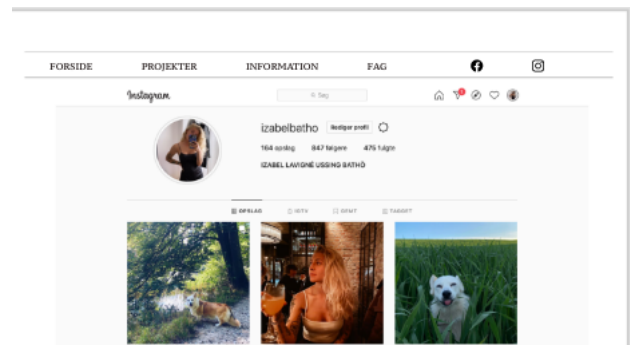 FORSIDE PROJEKTER INFORMATION FAG
Instagram Søg
izabelbatho Rediger profil
164 opslag 847 følgere 475 fulgte
IZABEL LAVIGNE USSING BATHO
OPSLAG IGTV GEMT TAGGET